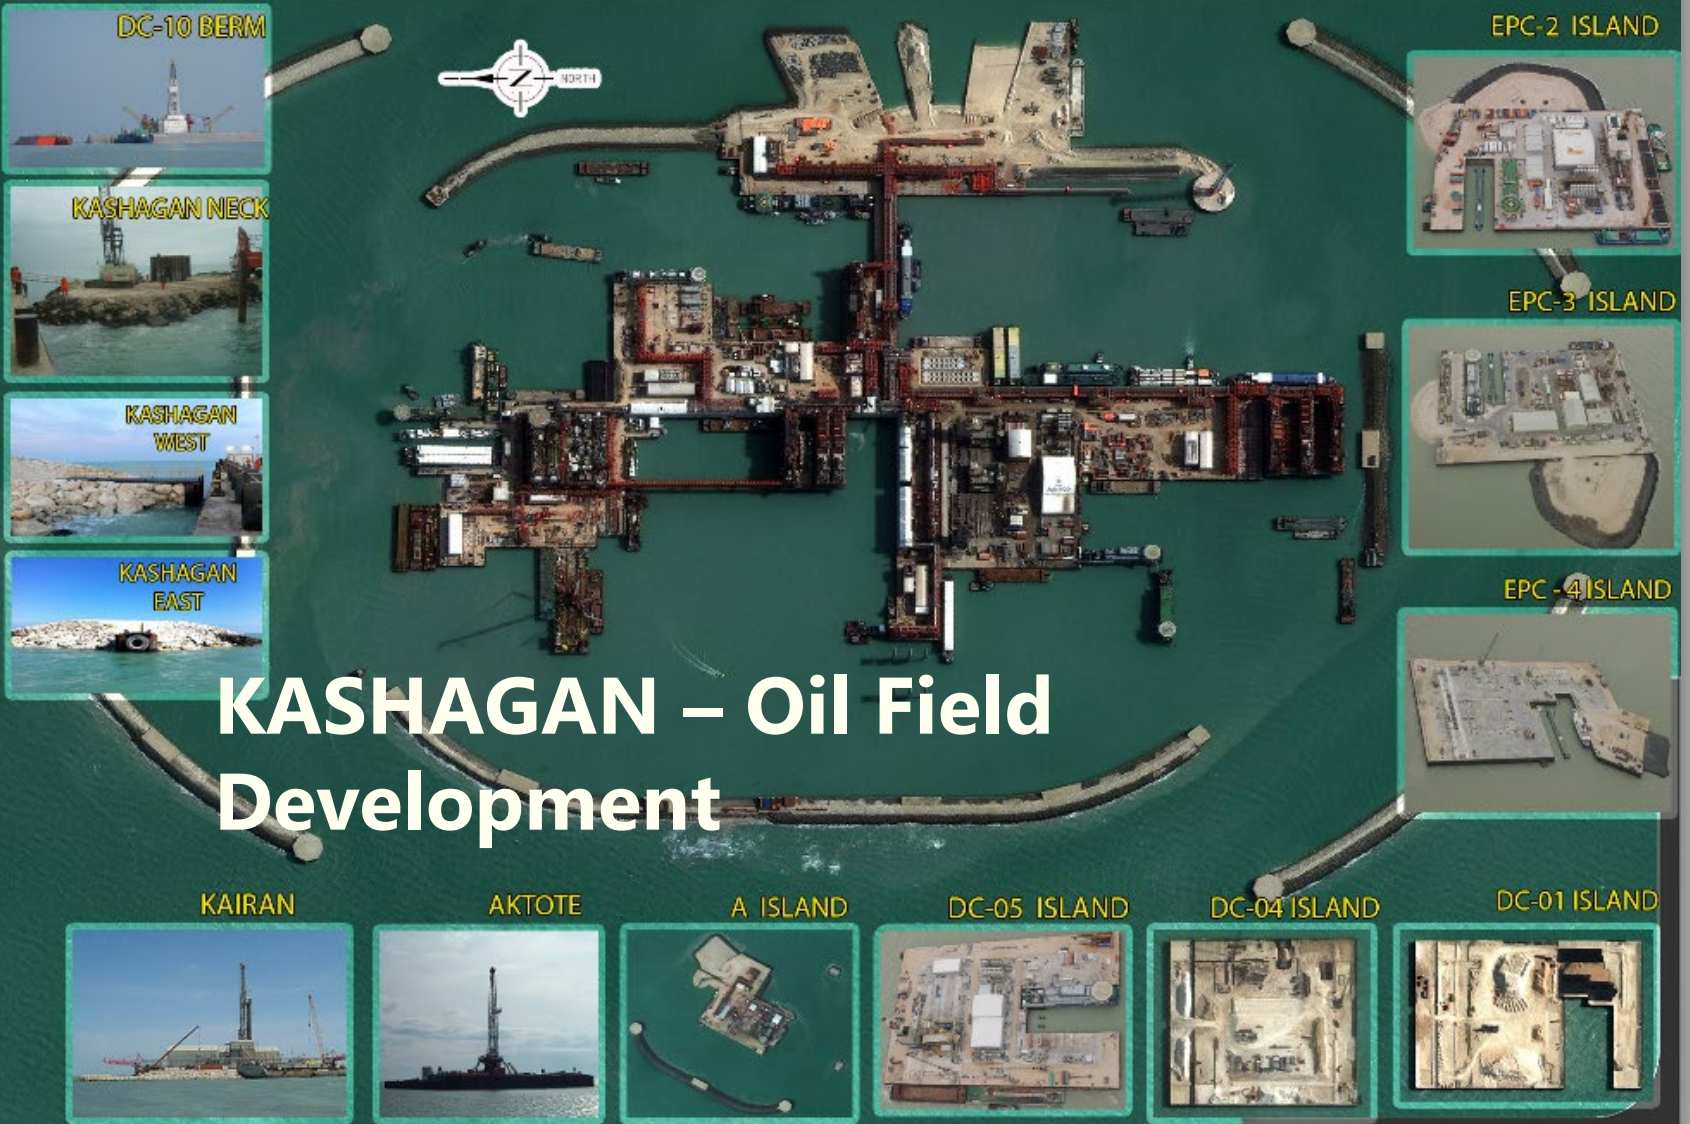 DC-10 BERM
EPC-2 ISLAND
NORTH
KASHAGAN NECK
EPC-3 ISLAND
KASHAGAN
WEST
KASHAGAN
EAST
EPC - 4 ISLAND
KASHAGAN – Oil Field
Development
KAIRAN
AKTOTE
A ISLAND
DC-05 ISLAND
DC-04 ISLAND
DC-01 ISLAND